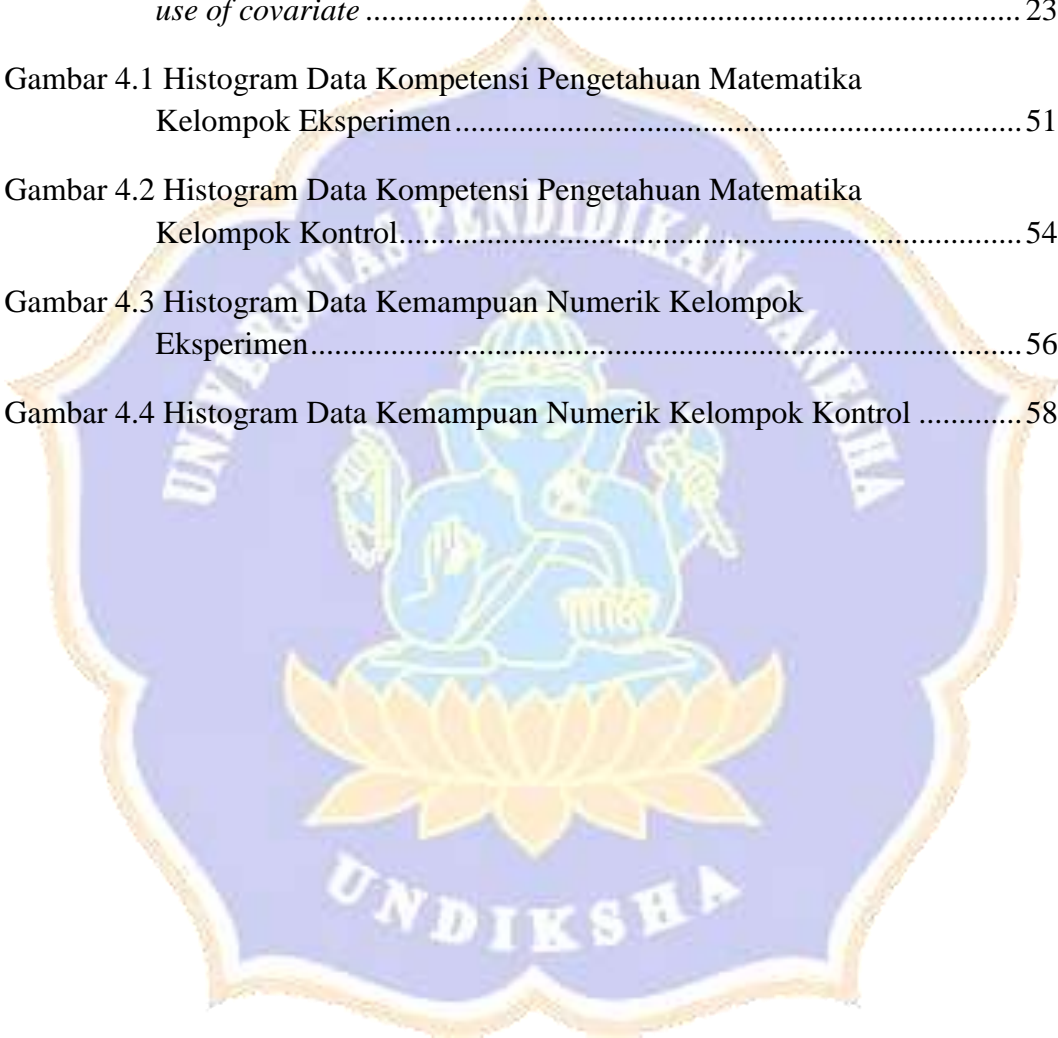 use of covariate ................................................................................ 23
Gambar 4.1 Histogram Data Kompetensi Pengetahuan Matematika
Kelompok Eksperimen ..................................................................... 51
Gambar 4.2 Histogram Data Kompetensi Pengetahuan Matematika
Kelompok Kontrol............................................................................ 54
Gambar 4.3 Histogram Data Kemampuan Numerik Kelompok
Eksperimen....................................................................................... 56
Gambar 4.4 Histogram Data Kemampuan Numerik Kelompok Kontrol ............. 58
UNIVERSITAS PENDIDIKAN GANESHA
UNDIKSHA